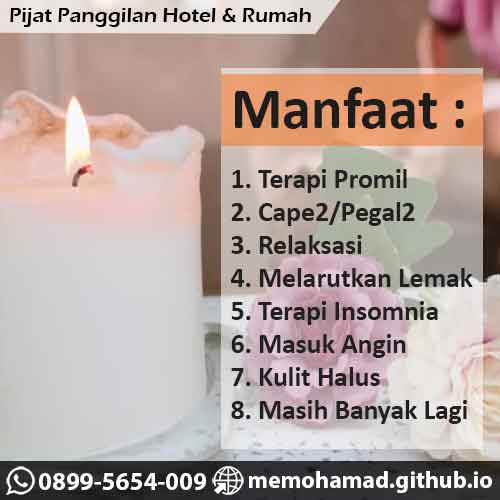 Pijat Panggilan Hotel & Rumah
Manfaat :
1. Terapi Promil
2. Cape2/Pegal2
3. Relaksasi
4. Melarutkan Lemak
5. Terapi Insomnia
6. Masuk Angin
7. Kulit Halus
8. Masih Banyak Lagi
0899-5654-009 memohamad.github.io